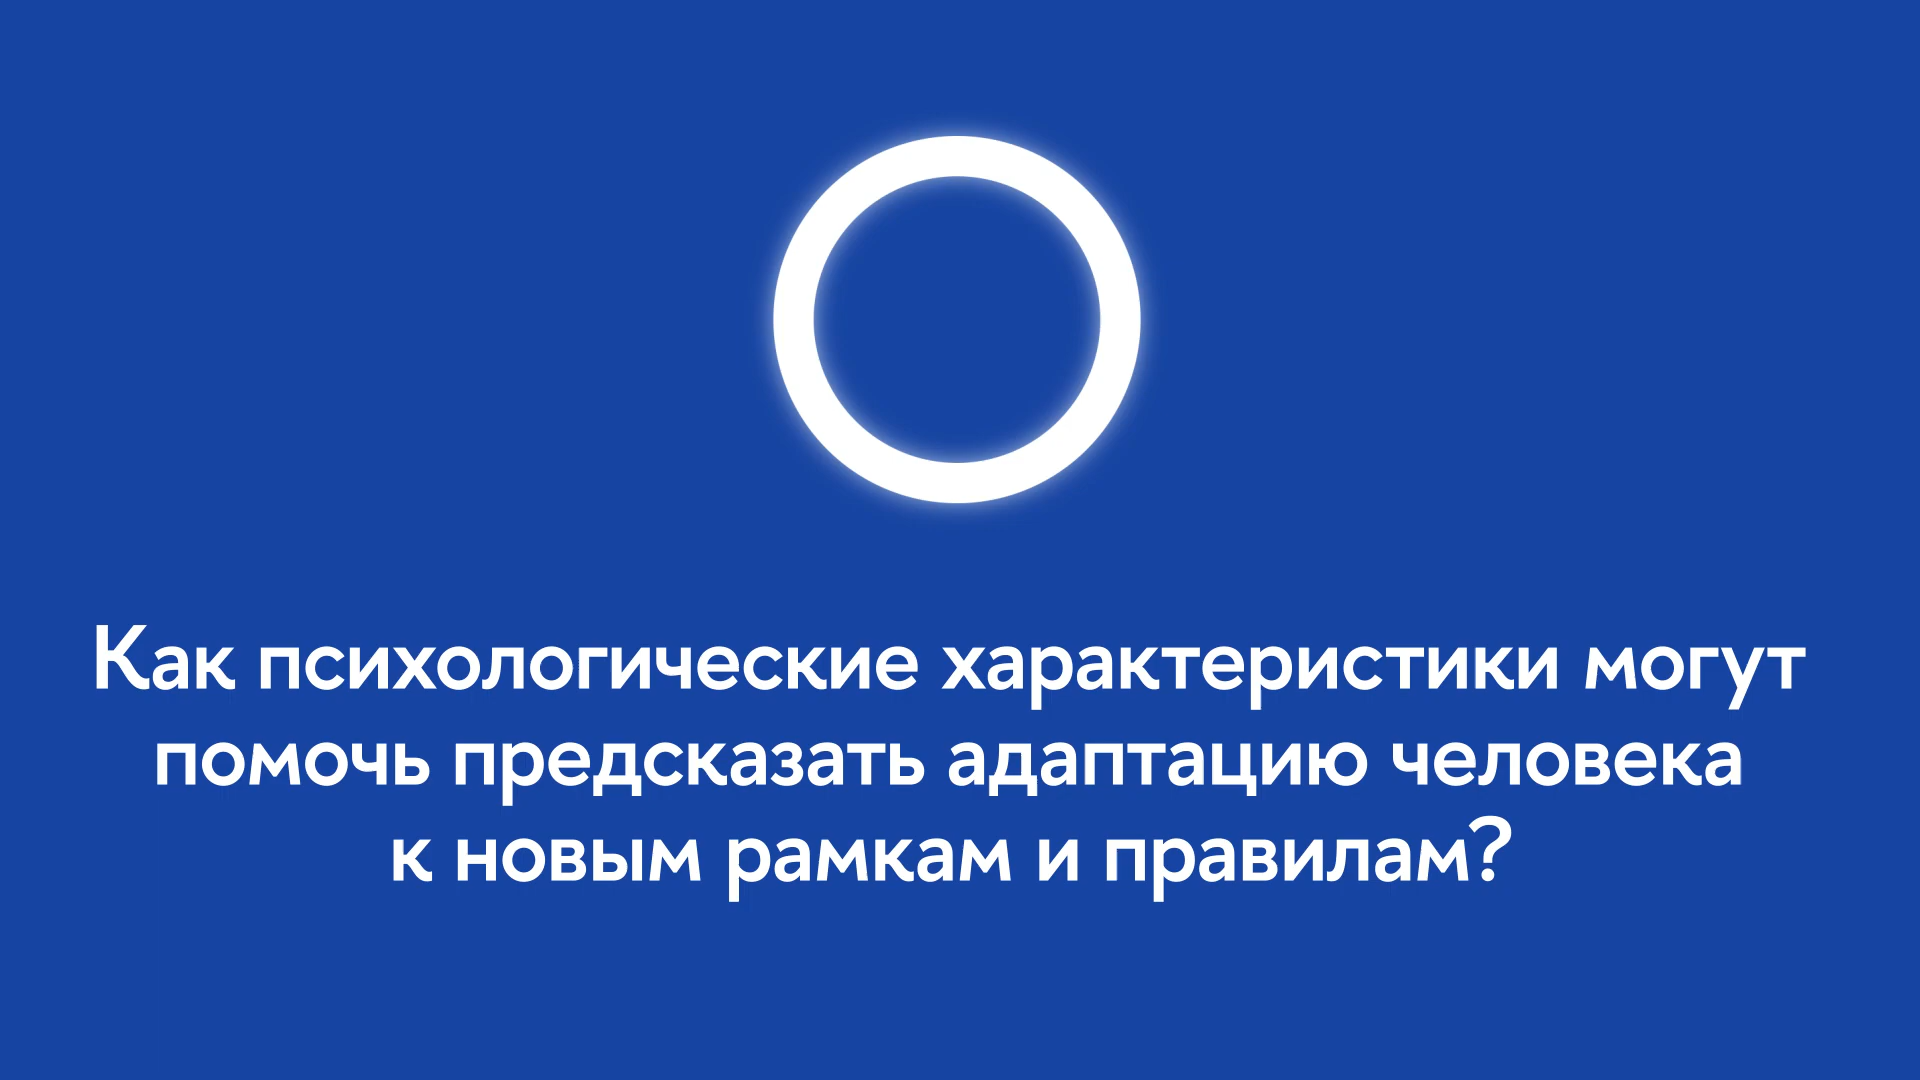 Как психологические характеристики могут
помочь предсказать адаптацию человека
к новым рамкам и правилам?